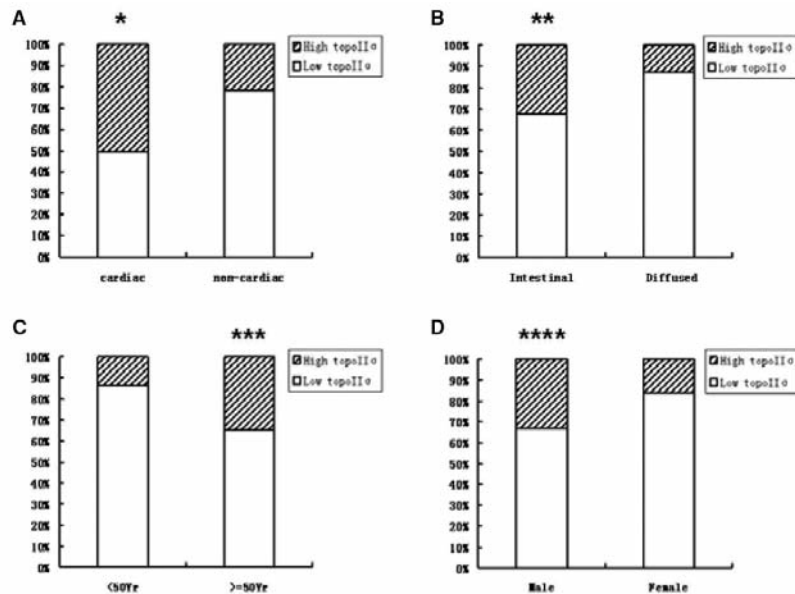 A
*
100%
90%
80%
70%
60%
50%
40%
30%
20%
10%
0%
High topoIIα
Low topoIIα
cardiac
non-cardiac
B
**
100%
90%
80%
70%
60%
50%
40%
30%
20%
10%
0%
High topoIIα
Low topoIIα
Intestinal
Diffused
C
***
100%
90%
80%
70%
60%
50%
40%
30%
20%
10%
0%
High topoIIα
Low topoIIα
<50Yr
>=50Yr
D
****
100%
90%
80%
70%
60%
50%
40%
30%
20%
10%
0%
High topoIIα
Low topoIIα
Male
Female